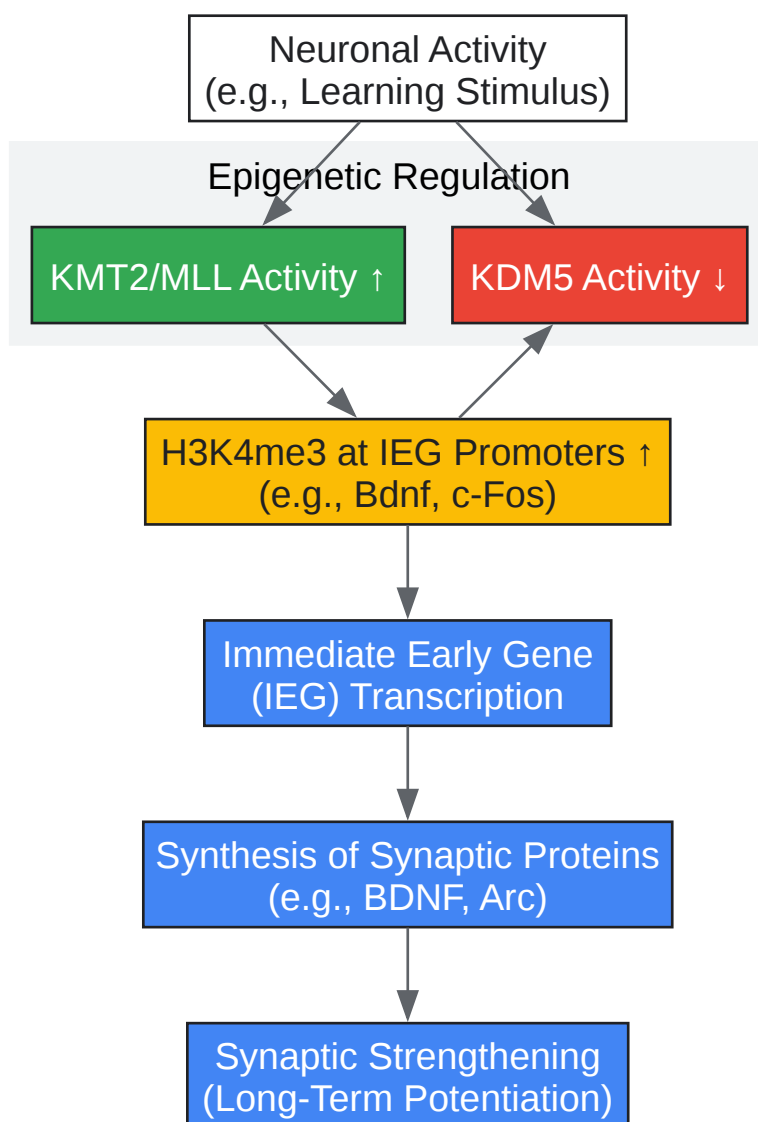 Neuronal Activity
(e.g., Learning Stimulus)
Epigenetic Regulation
KMT2/MLL Activity ↑
KDM5 Activity ↓
H3K4me3 at IEG Promoters ↑
(e.g., Bdnf, c-Fos)
Immediate Early Gene
(IEG) Transcription
Synthesis of Synaptic Proteins
(e.g., BDNF, Arc)
Synaptic Strengthening
(Long-Term Potentiation)